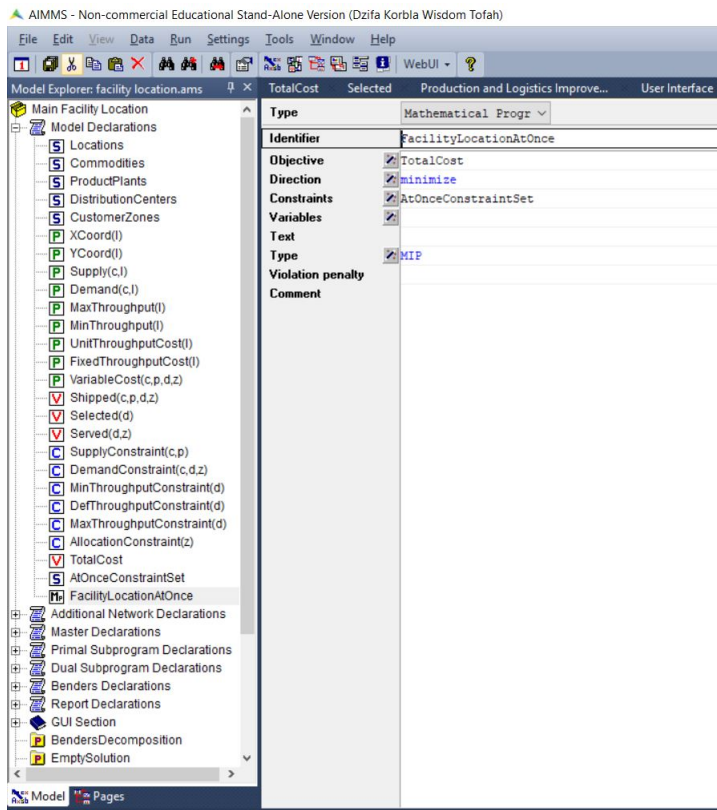 AIMMS - Non-commercial Educational Stand-Alone Version (Dzifa Korbla Wisdom Tofah)
File Edit View Data Run Settings Tools Window Help
WebUI
Model Explorer: facility location.ams
TotalCost Selected Production and Logistics Improve... User Interface
Main Facility Location
Model Declarations
S Locations
S Commodities
S ProductPlants
S DistributionCenters
S CustomerZones
P XCoord(l)
P YCoord(l)
P Supply(c,l)
P Demand(c,l)
P MaxThroughput(l)
P MinThroughput(l)
P UnitThroughputCost(l)
P FixedThroughputCost(l)
P VariableCost(c,p,d,z)
V Shipped(c,p,d,z)
V Selected(d)
V Served(d,z)
C SupplyConstraint(c,p)
C DemandConstraint(c,d,z)
C MinThroughputConstraint(d)
C DefThroughputConstraint(d)
C MaxThroughputConstraint(d)
C AllocationConstraint(z)
V TotalCost
S AtOnceConstraintSet
MP FacilityLocationAtOnce
Additional Network Declarations
Master Declarations
Primal Subprogram Declarations
Dual Subprogram Declarations
Benders Declarations
Report Declarations
GUI Section
P BendersDecomposition
P EmptySolution
Model Pages
Type Mathematical Progr
Identifier FacilityLocationAtOnce
Objective TotalCost
Direction minimize
Constraints AtOnceConstraintSet
Variables
Text
Type MIP
Violation penalty
Comment